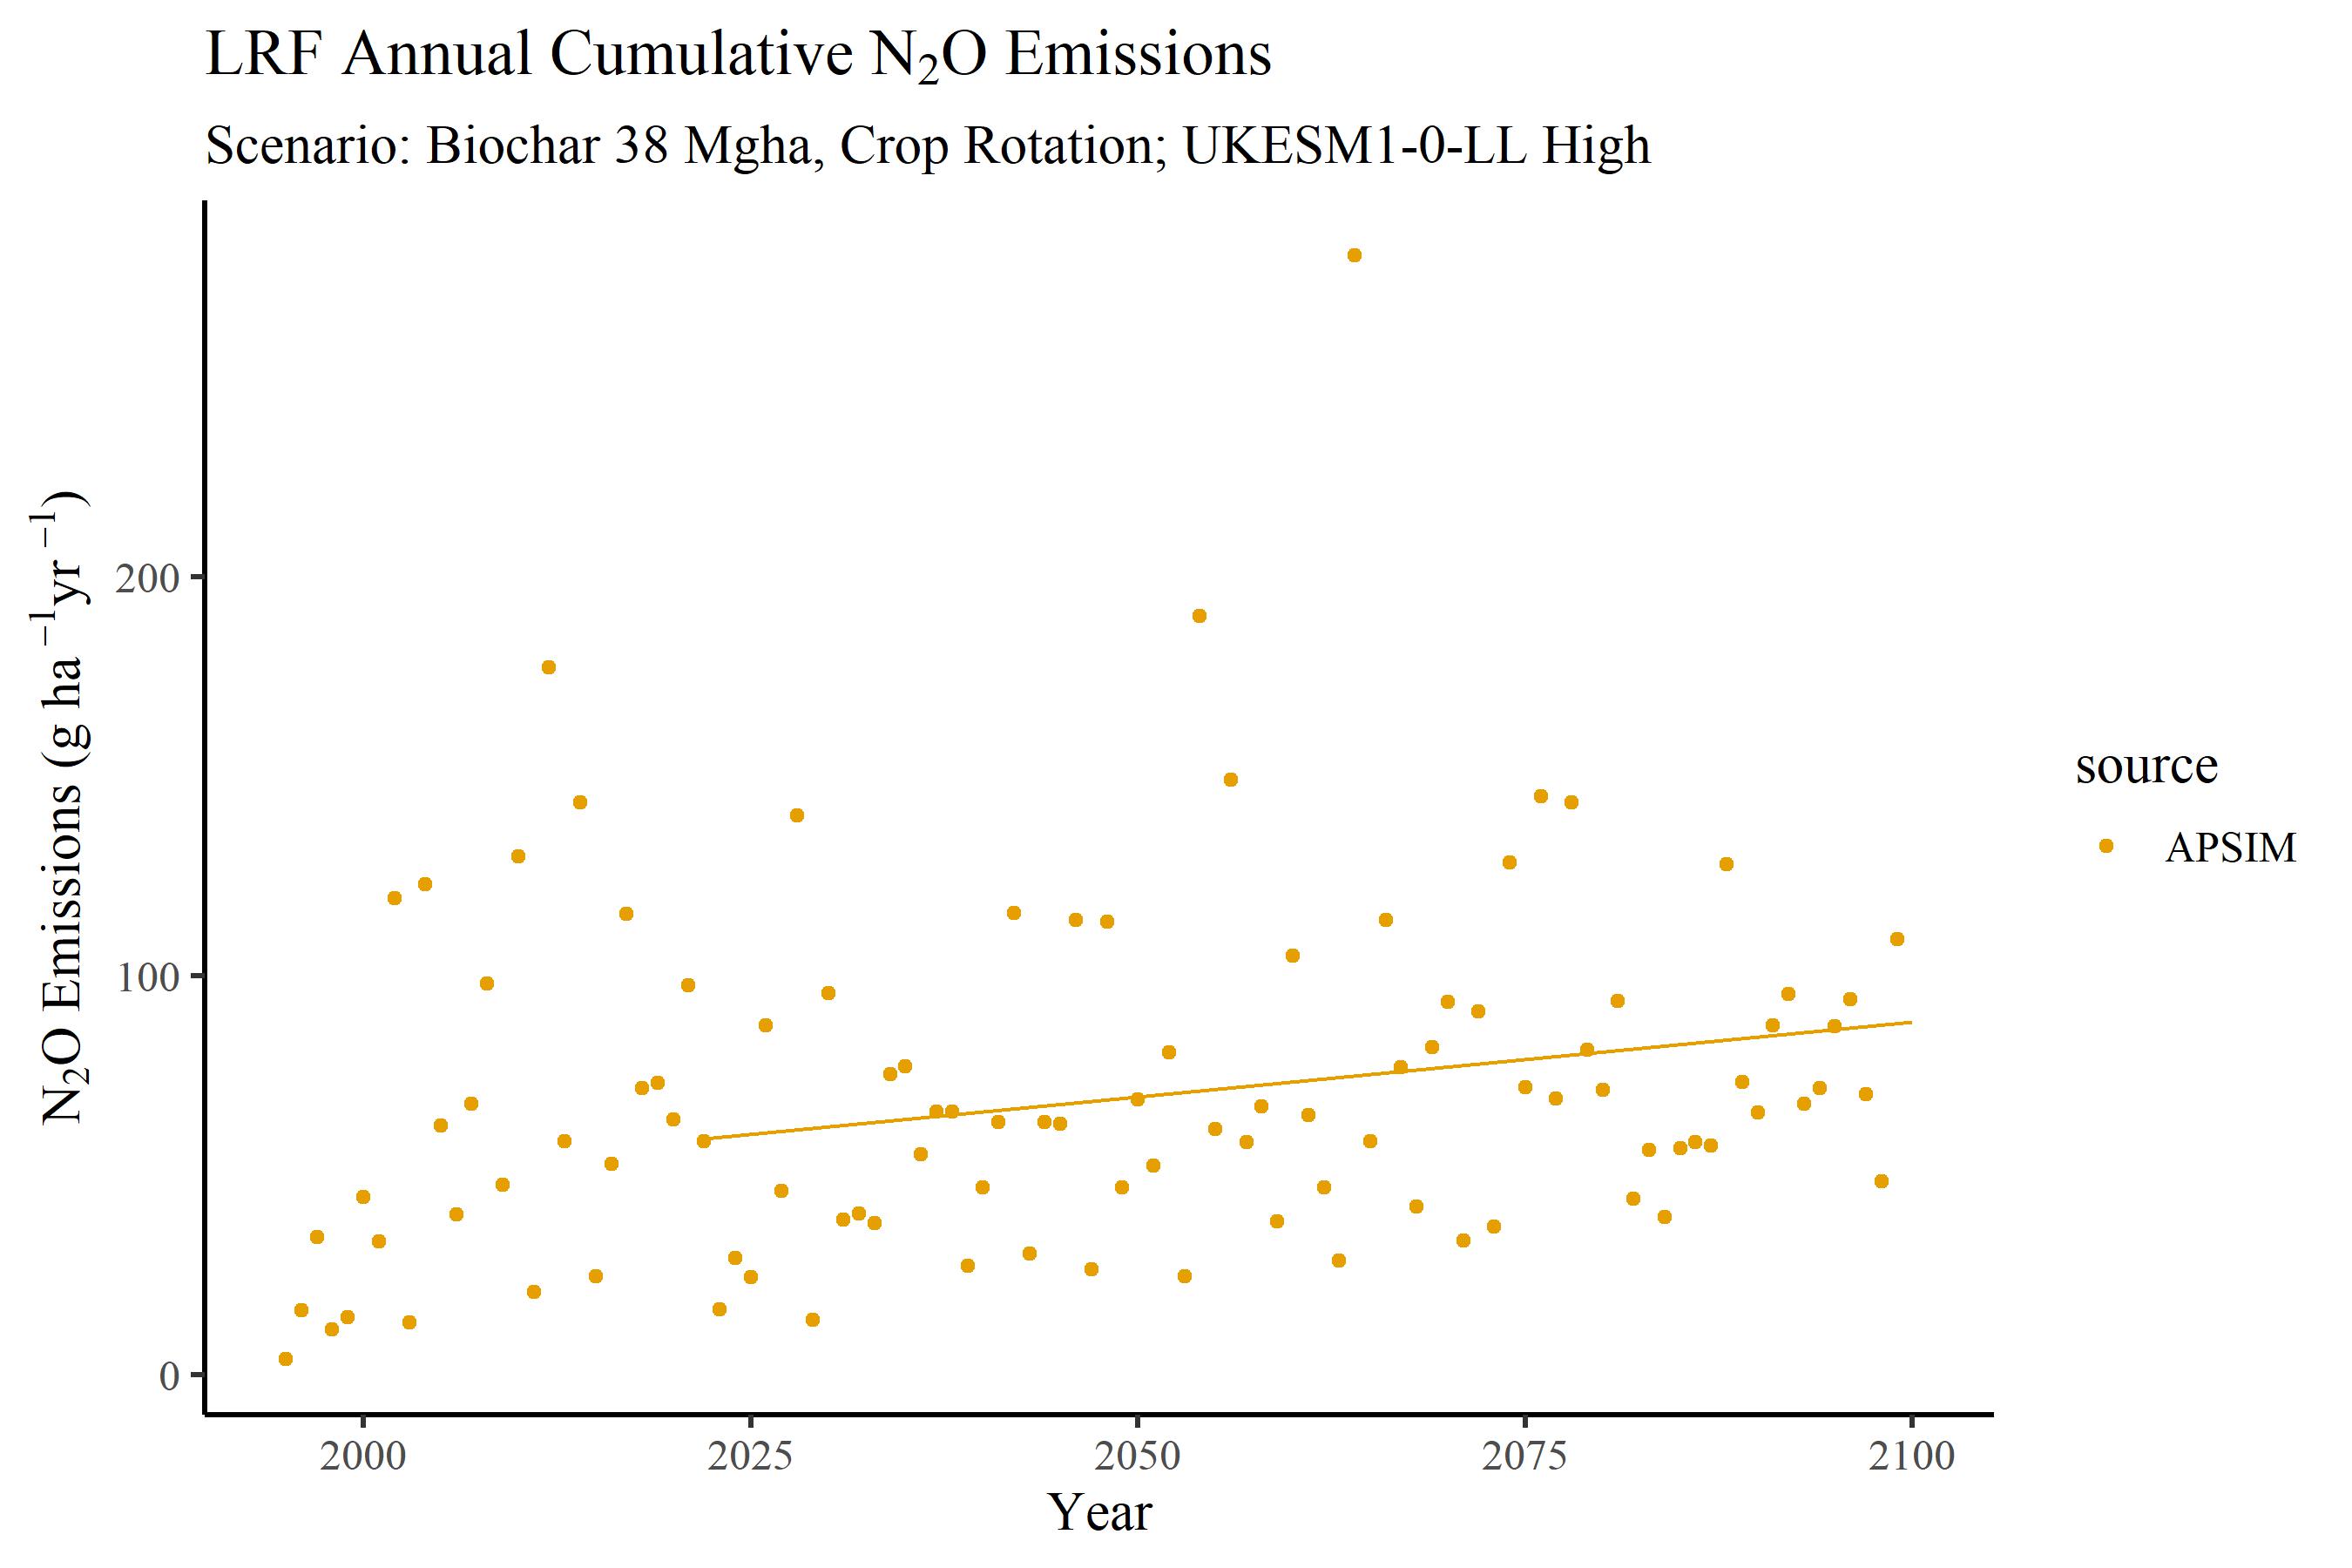 LRF Annual Cumulative N₂O Emissions
Scenario: Biochar 38 Mgha, Crop Rotation; UKESM1-0-LL High
N₂O Emissions (g ha ⁻¹yr ⁻¹)
200
100
0
2000 2025 2050 2075 2100
Year
source
APSIM